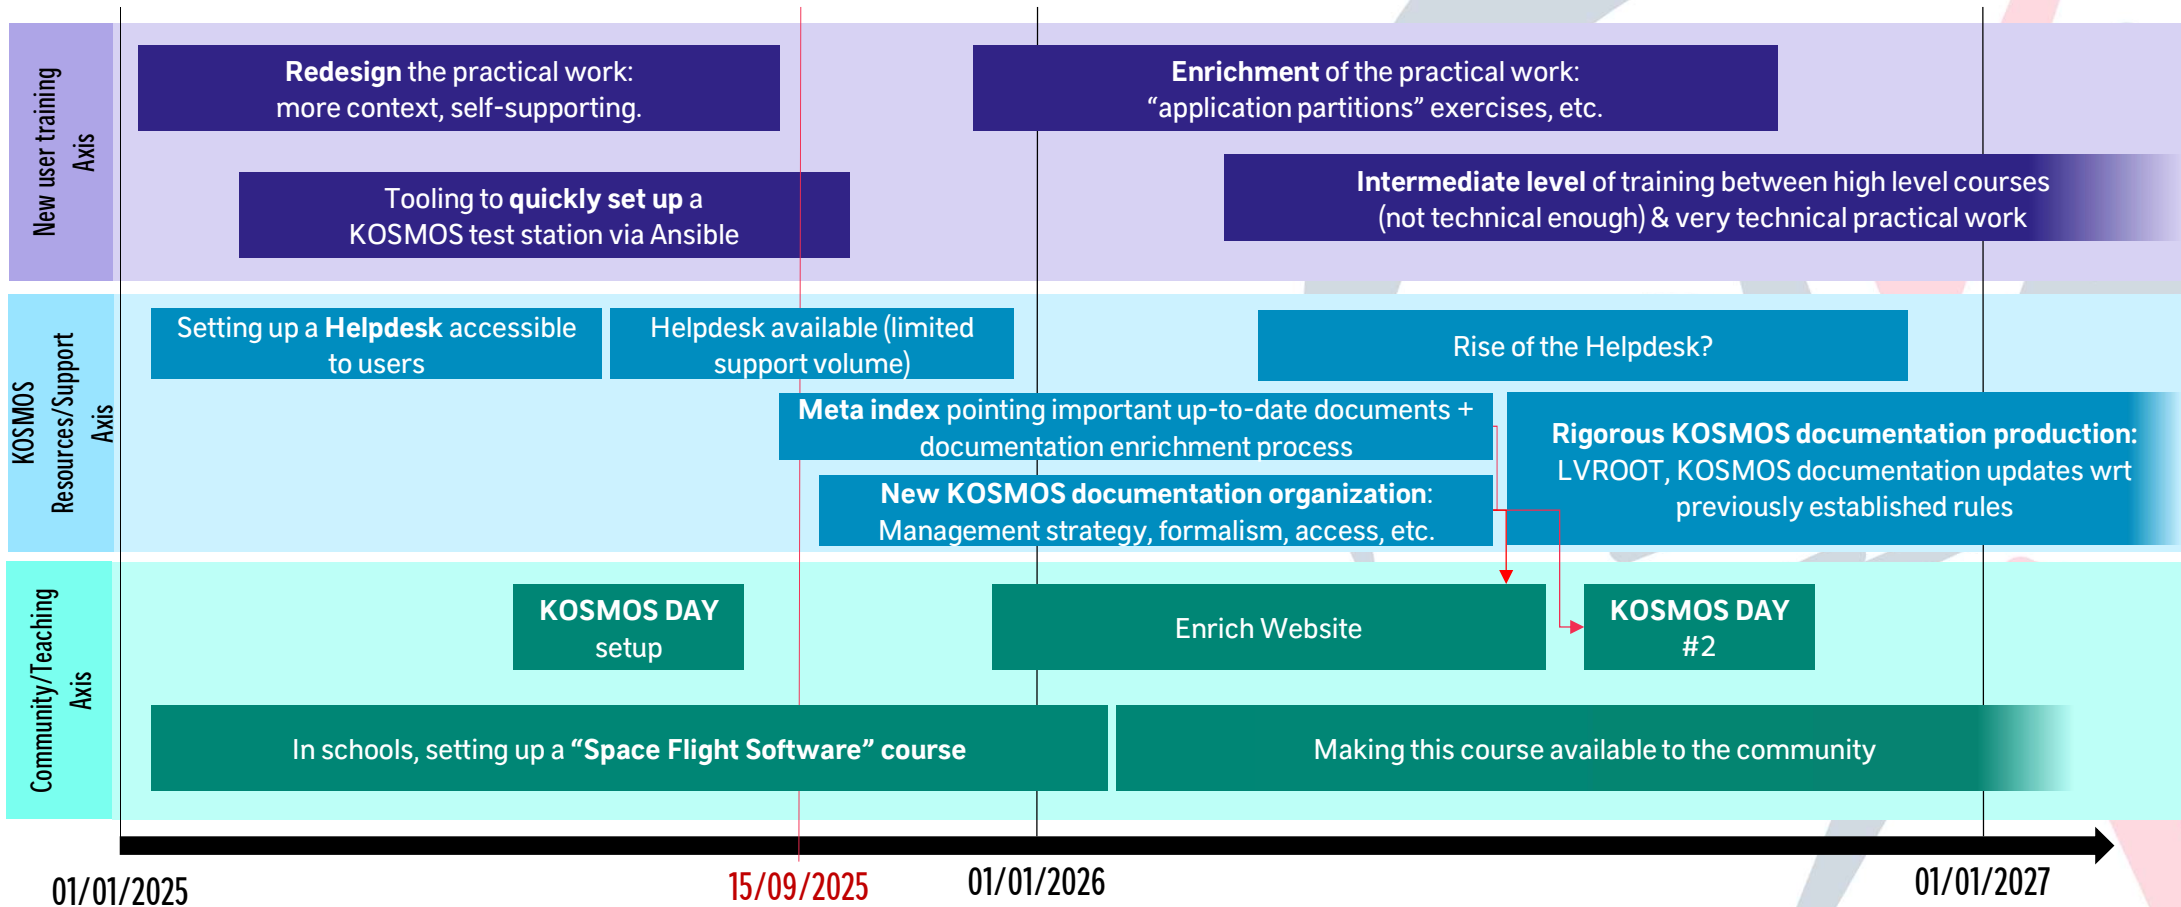 New user training
Axis
Redesign the practical work:
more context, self-supporting.
Enrichment of the practical work:
“application partitions” exercises, etc.
Tooling to quickly set up a
KOSMOS test station via Ansible
Intermediate level of training between high level courses
(not technical enough) & very technical practical work
KOSMOS
Resources/Support
Axis
Setting up a Helpdesk accessible
to users
Helpdesk available (limited
support volume)
Rise of the Helpdesk?
Meta index pointing important up-to-date documents +
documentation enrichment process
New KOSMOS documentation organization:
Management strategy, formalism, access, etc.
Rigorous KOSMOS documentation production:
LVROOT, KOSMOS documentation updates wrt
previously established rules
Community/Teaching
Axis
KOSMOS DAY
setup
Enrich Website
KOSMOS DAY
#2
In schools, setting up a “Space Flight Software” course
Making this course available to the community
01/01/2025
15/09/2025
01/01/2026
01/01/2027